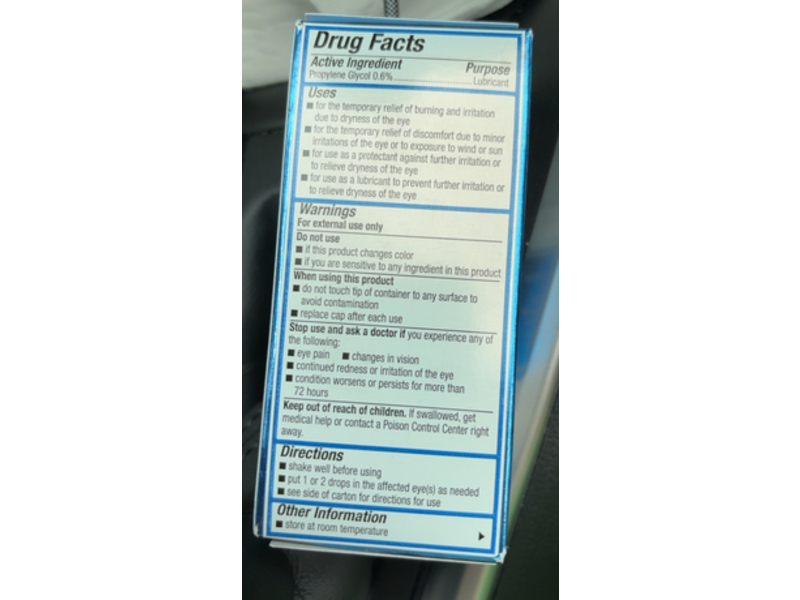 Drug Facts
Active Ingredient Purpose
Propylene Glycol 0.6%.......................Lubricant
Uses
■ for the temporary relief of burning and irritation
due to dryness of the eye
■ for the temporary relief of discomfort due to minor
irritations of the eye or to exposure to wind or sun
■ for use as a protectant against further irritation or
to relieve dryness of the eye
■ for use as a lubricant to prevent further irritation or
to relieve dryness of the eye
Warnings
For external use only
Do not use
■ if this product changes color
■ if you are sensitive to any ingredient in this product
When using this product
■ do not touch tip of container to any surface to
avoid contamination
■ replace cap after each use
Stop use and ask a doctor if you experience any of
the following:
■ eye pain ■ changes in vision
■ continued redness or irritation of the eye
■ condition worsens or persists for more than
72 hours
Keep out of reach of children. If swallowed, get
medical help or contact a Poison Control Center right
away.
Directions
■ shake well before using
■ put 1 or 2 drops in the affected eye(s) as needed
■ see side of carton for directions for use
Other Information
■ store at room temperature